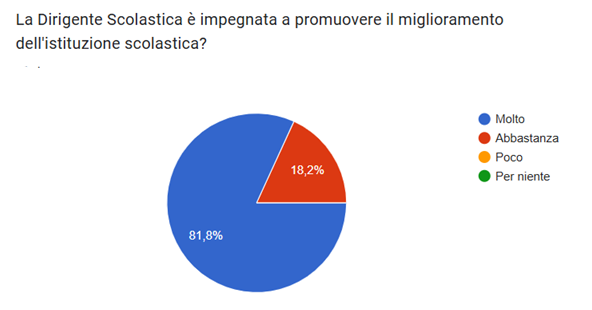 La Dirigente Scolastica è impegnata a promuovere il miglioramento
dell'istituzione scolastica?
Molto
Abbastanza
Poco
Per niente
18,2%
81,8%